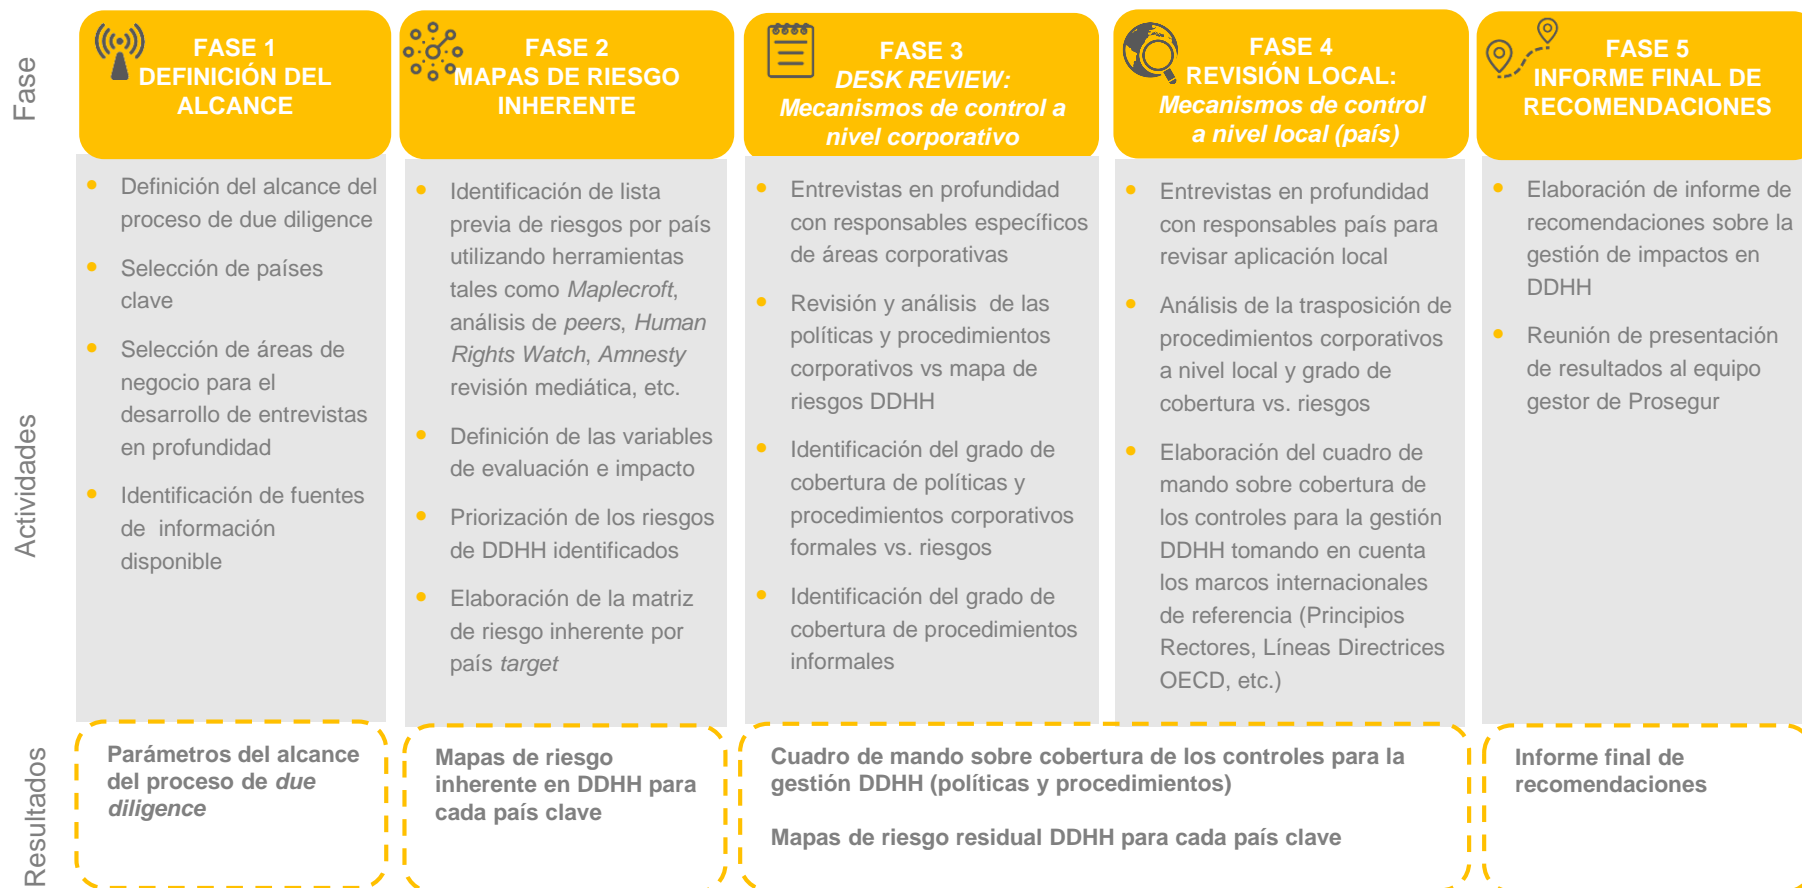 Fase
FASE 1
DEFINICIÓN DEL
ALCANCE
FASE 2
MAPAS DE RIESGO
INHERENTE
FASE 3
DESK REVIEW:
Mecanismos de control a
nivel corporativo
FASE 4
REVISIÓN LOCAL:
Mecanismos de control
a nivel local (país)
FASE 5
INFORME FINAL DE
RECOMENDACIONES
Actividades
• Definición del alcance del
proceso de due diligence
• Selección de países
clave
• Selección de áreas de
negocio para el
desarrollo de entrevistas
en profundidad
• Identificación de fuentes
de información
disponible
• Identificación de lista
previa de riesgos por país
utilizando herramientas
tales como Maplecroft,
análisis de peers, Human
Rights Watch, Amnesty
revisión mediática, etc.
• Definición de las variables
de evaluación e impacto
• Priorización de los riesgos
de DDHH identificados
• Elaboración de la matriz
de riesgo inherente por
país target
• Entrevistas en profundidad
con responsables específicos
de áreas corporativas
• Revisión y análisis de las
políticas y procedimientos
corporativos vs mapa de
riesgos DDHH
• Identificación del grado de
cobertura de políticas y
procedimientos corporativos
formales vs. riesgos
• Identificación del grado de
cobertura de procedimientos
informales
• Entrevistas en profundidad
con responsables país para
revisar aplicación local
• Análisis de la trasposición de
procedimientos corporativos
a nivel local y grado de
cobertura vs. riesgos
• Elaboración del cuadro de
mando sobre cobertura de
los controles para la gestión
DDHH tomando en cuenta
los marcos internacionales
de referencia (Principios
Rectores, Líneas Directrices
OECD, etc.)
• Elaboración de informe de
recomendaciones sobre la
gestión de impactos en
DDHH
• Reunión de presentación
de resultados al equipo
gestor de Prosegur
Resultados
Parámetros del alcance
del proceso de due
diligence
Mapas de riesgo
inherente en DDHH para
cada país clave
Cuadro de mando sobre cobertura de los controles para la
gestión DDHH (políticas y procedimientos)
Mapas de riesgo residual DDHH para cada país clave
Informe final de
recomendaciones